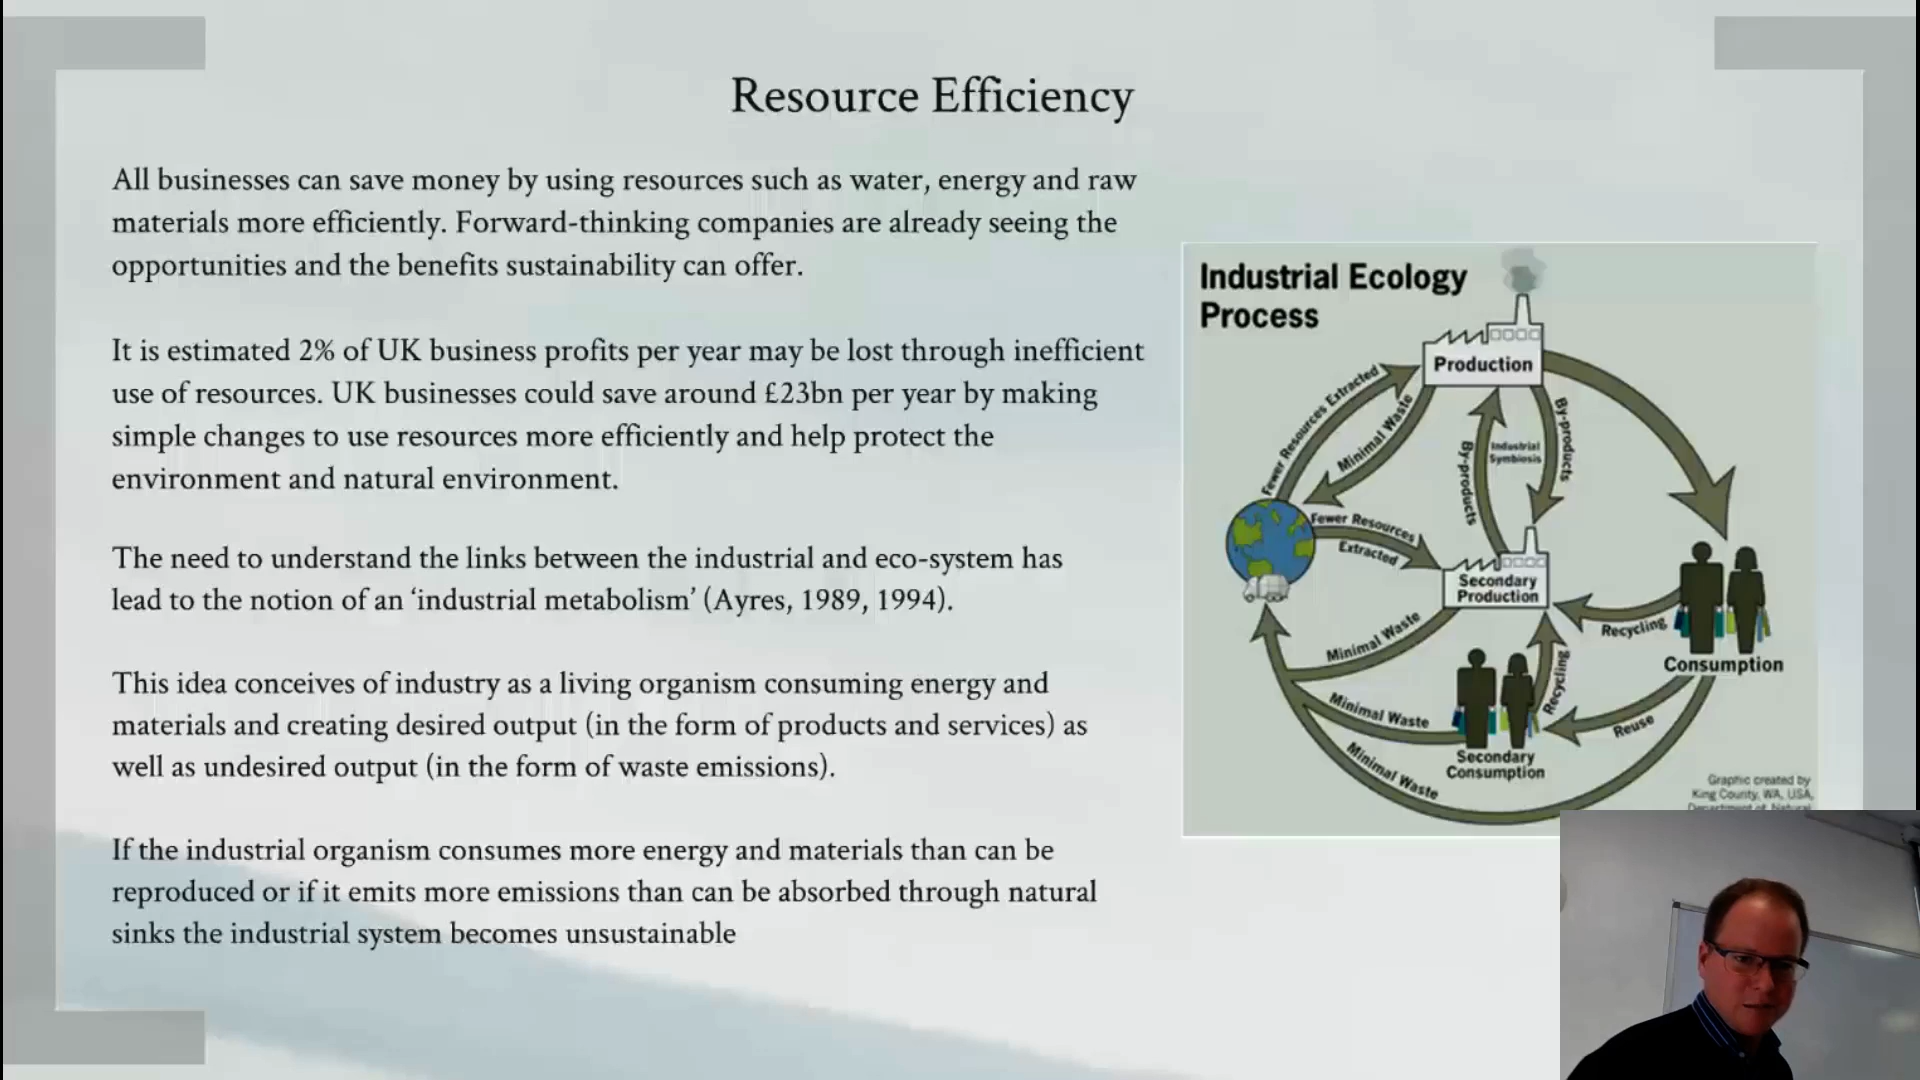 Resource Efficiency
All businesses can save money by using resources such as water, energy and raw
materials more efficiently. Forward-thinking companies are already seeing the
opportunities and the benefits sustainability can offer.
It is estimated 2% of UK business profits per year may be lost through inefficient
use of resources. UK businesses could save around £23bn per year by making
simple changes to use resources more efficiently and help protect the
environment and natural environment.
The need to understand the links between the industrial and eco-system has
lead to the notion of an ‘industrial metabolism’ (Ayres, 1989, 1994).
This idea conceives of industry as a living organism consuming energy and
materials and creating desired output (in the form of products and services) as
well as undesired output (in the form of waste emissions).
If the industrial organism consumes more energy and materials than can be
reproduced or if it emits more emissions than can be absorbed through natural
sinks the industrial system becomes unsustainable
Industrial Ecology
Process
Production
Fewer Resources Extracted
Minimal Waste
By-products
Industrial
Symbiosis
By-products
Fewer Resources
Extracted
Secondary
Production
Recycling
Consumption
Minimal Waste
Recycling
Minimal Waste
Reuse
Secondary
Consumption
Minimal Waste
Graphic created by
King County, WA, USA,
Department of Natural